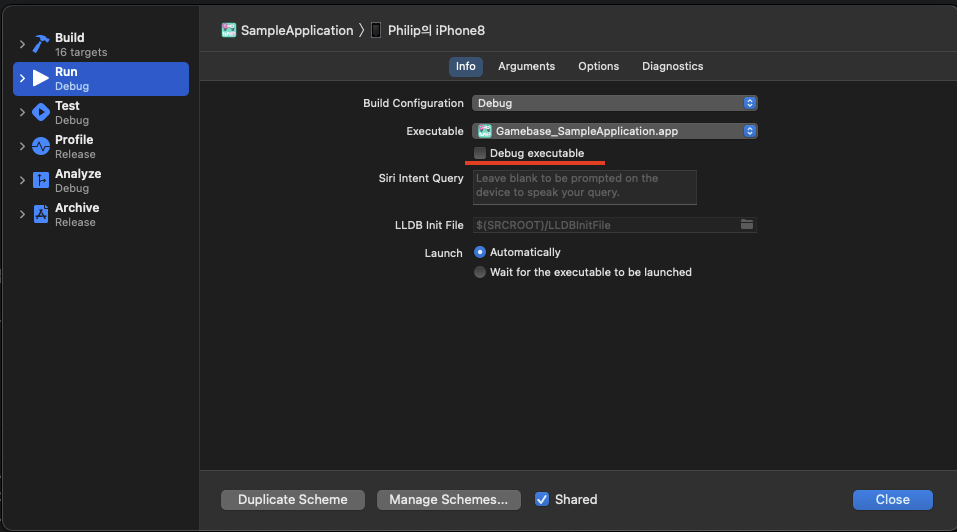 SampleApplication 〉 Philip의 iPhone8
Build
16 targets
Run
Debug
Test
Debug
Profile
Release
Analyze
Debug
Archive
Release
Info Arguments Options Diagnostics
Build Configuration Debug
Executable Gamebase_SampleApplication.app
Debug executable
Siri Intent Query Leave blank to be prompted on the
device to speak your query.
LLDB Init File $(SRCROOT)/LLDBInitFile
Launch Automatically
Wait for the executable to be launched
Duplicate Scheme Manage Schemes... Shared Close